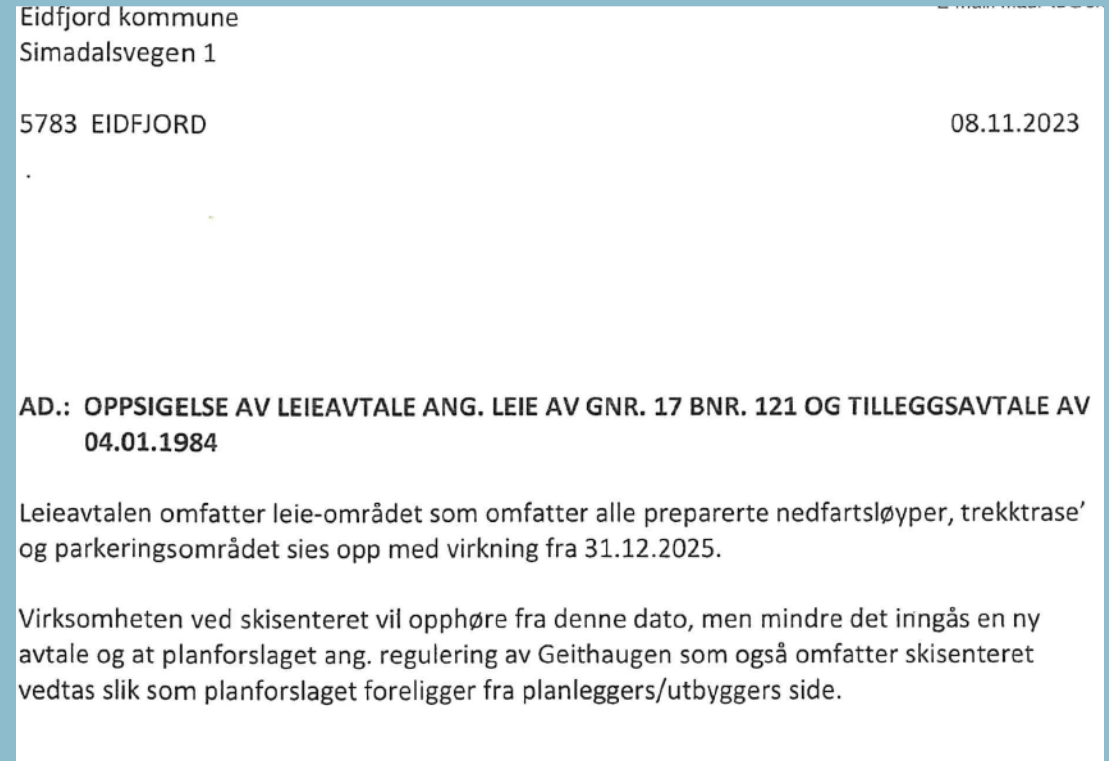 Eidfjord kommune
Simadalsvegen 1
5783 EIDFJORD
08.11.2023
AD.: OPPSIGELSE AV LEIEAVTALE ANG. LEIE AV GNR. 17 BNR. 121 OG TILLEGGSAVTALE AV
04.01.1984
Leieavtalen omfatter leie-området som omfatter alle preparerte nedfartsløyper, trekktrase’
og parkeringsområdet sies opp med virkning fra 31.12.2025.
Virksomheten ved skisenteret vil opphøre fra denne dato, men mindre det inngås en ny
avtale og at planforslaget ang. regulering av Geithaugen som også omfatter skisenteret
vedtas slik som planforslaget foreligger fra planleggers/utbyggers side.